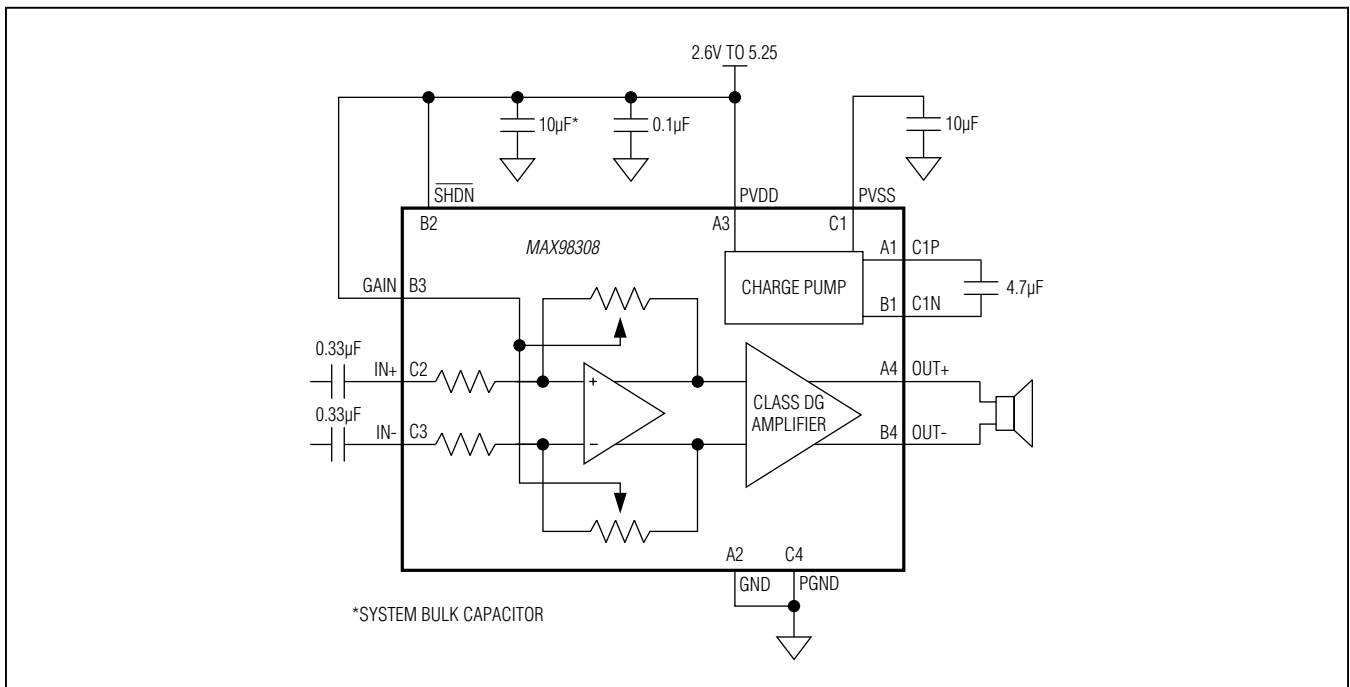 2.6V TO 5.25
10µF*
0.1µF
10µF
SHDN
PVDD
PVSS
B2
A3
C1
MAX98308
A1
C1P
CHARGE PUMP
4.7µF
B1
C1N
GAIN
B3
0.33µF
IN+
C2
+
A4
OUT+
CLASS DG
AMPLIFIER
0.33µF
IN-
C3
−
B4
OUT-
A2
C4
GND
PGND
*SYSTEM BULK CAPACITOR